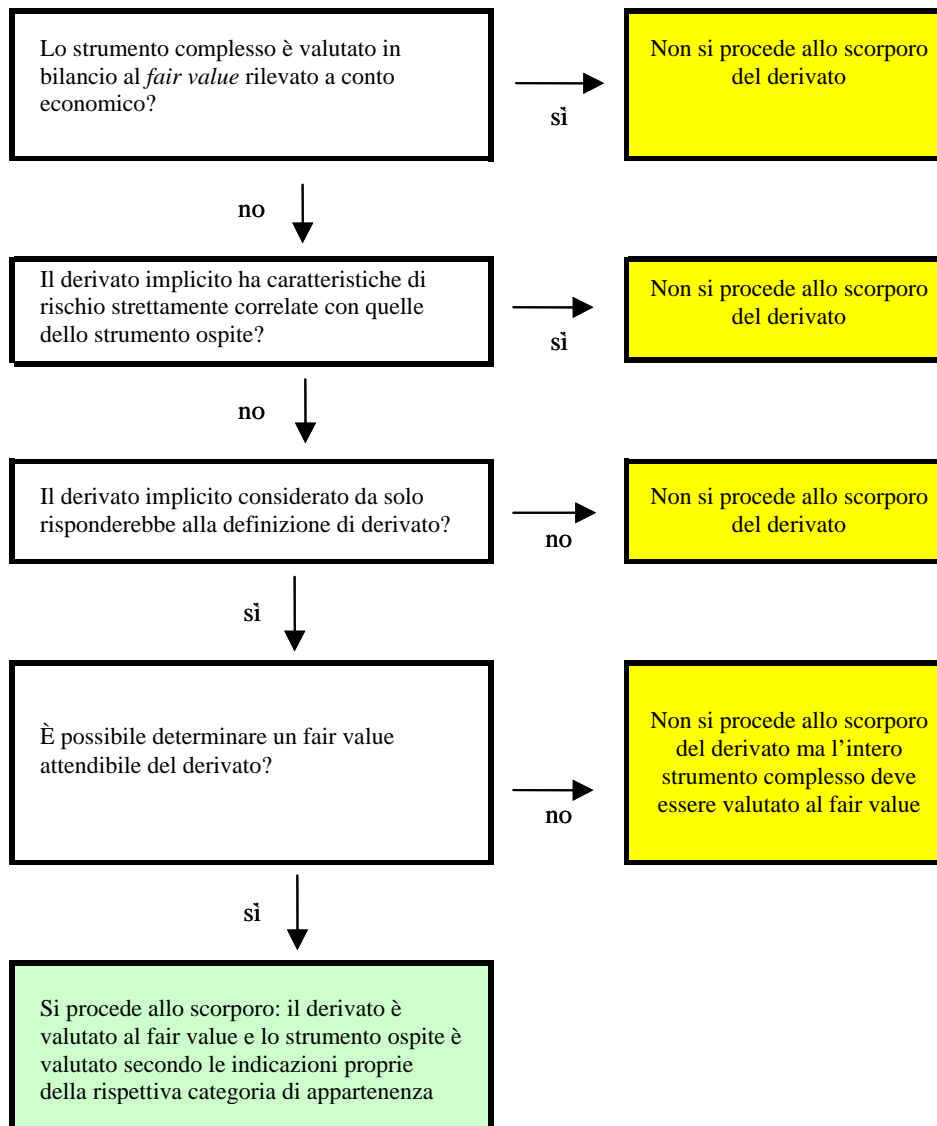 Lo strumento complesso è valutato in
bilancio al fair value rilevato a conto
economico?
sì
Non si procede allo scorporo
del derivato
no
Il derivato implicito ha caratteristiche di
rischio strettamente correlate con quelle
dello strumento ospite?
sì
Non si procede allo scorporo
del derivato
no
Il derivato implicito considerato da solo
risponderebbe alla definizione di derivato?
no
Non si procede allo scorporo
del derivato
sì
È possibile determinare un fair value
attendibile del derivato?
no
Non si procede allo scorporo
del derivato ma l'intero
strumento complesso deve
essere valutato al fair value
sì
Si procede allo scorporo: il derivato è
valutato al fair value e lo strumento ospite è
valutato secondo le indicazioni proprie
della rispettiva categoria di appartenenza